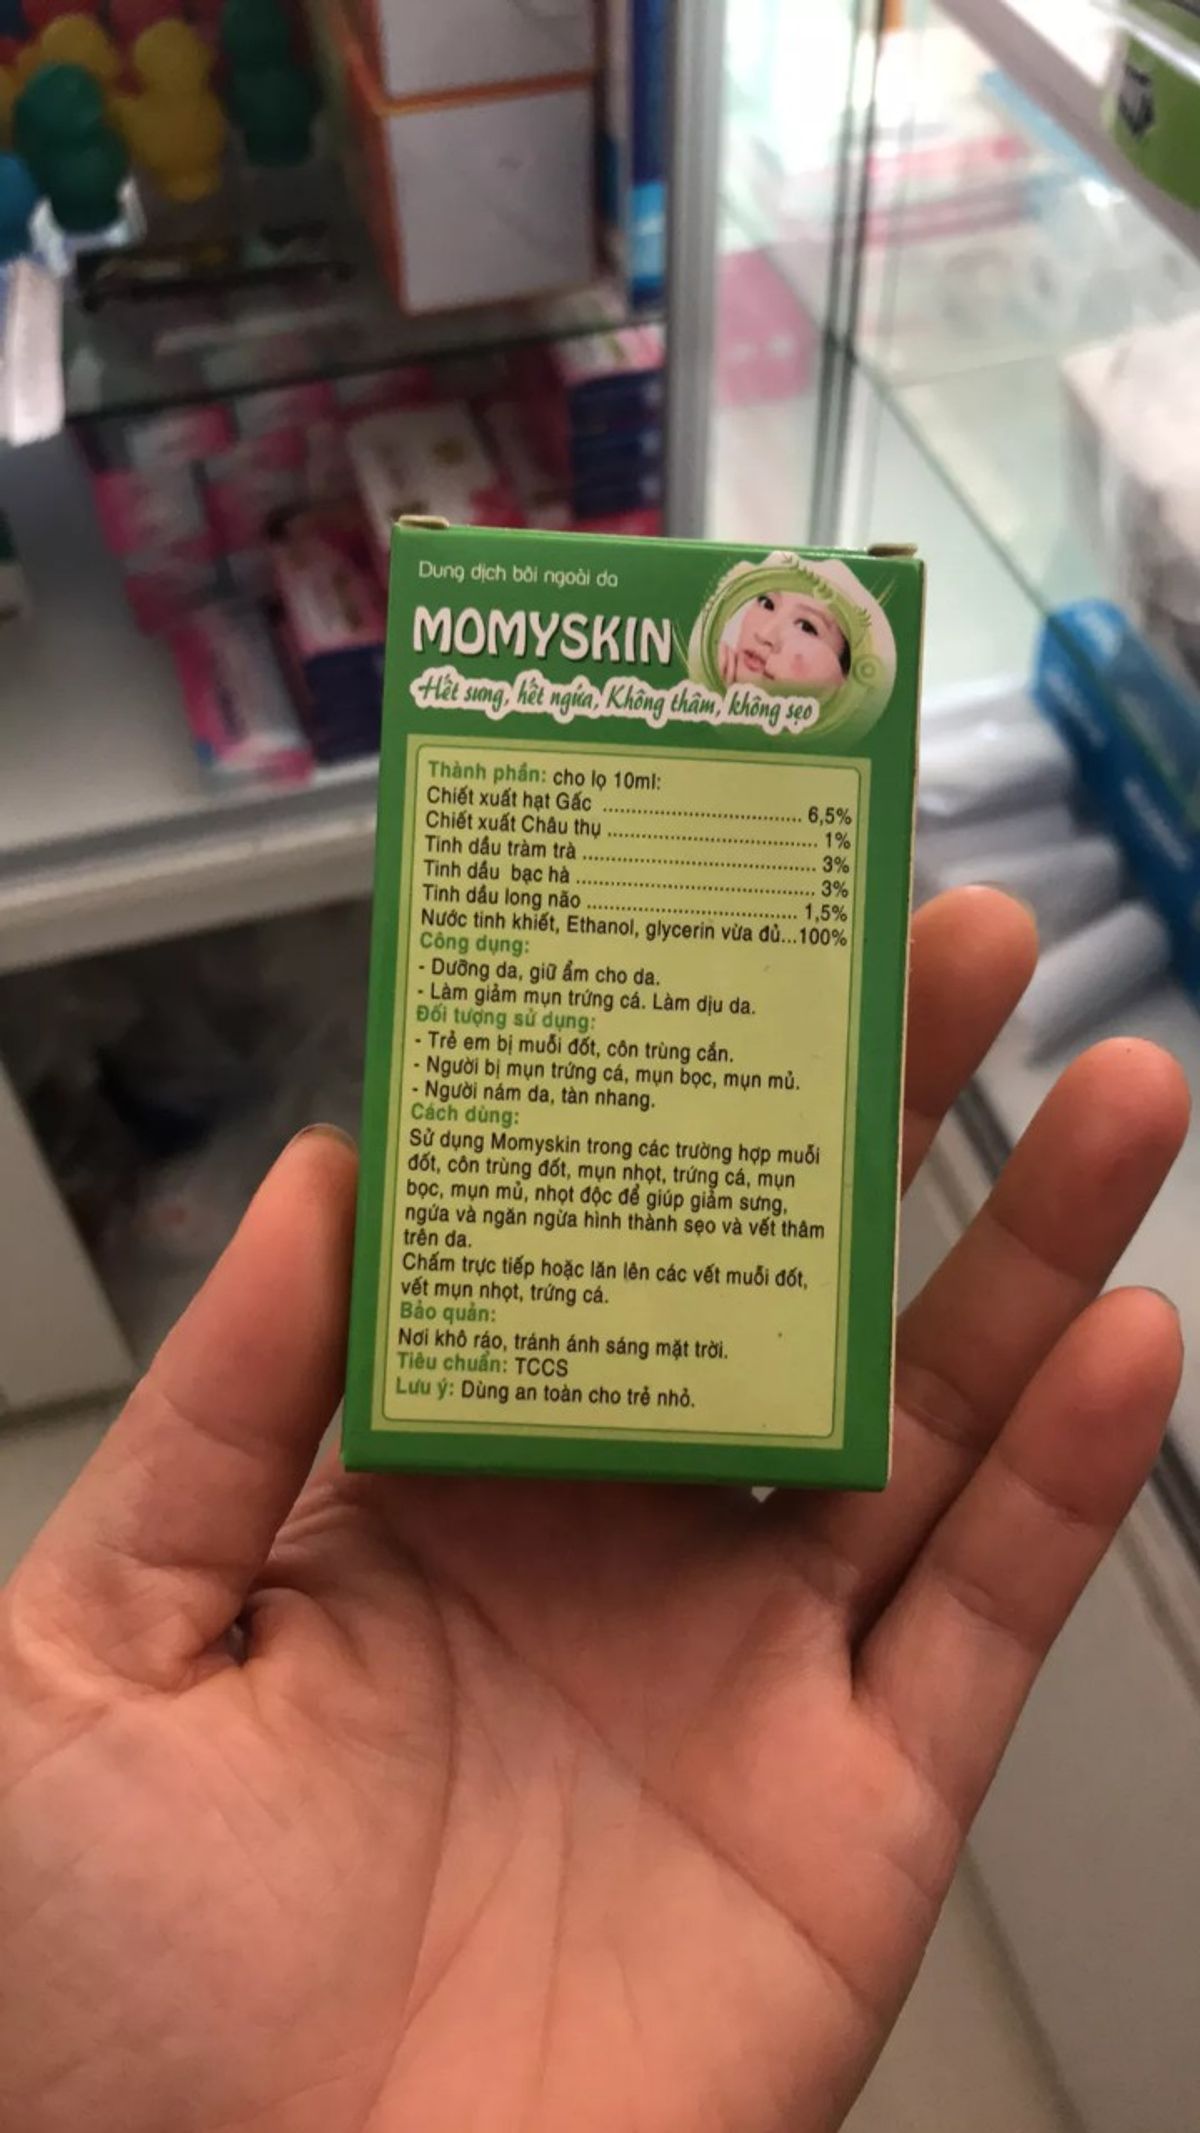 Dung dịch bôi ngoài da
MOMYSKIN
Hết sưng, hết ngứa, Không thâm, không sẹo
Thành phần: cho lọ 10ml:
Chiết xuất hạt Gấc ................................. 6,5%
Chiết xuất Châu thụ ................................... 1%
Tinh dầu tràm trà ....................................... 3%
Tinh dầu bạc hà ........................................ 3%
Tinh dầu long não ................................... 1,5%
Nước tinh khiết, Ethanol, glycerin vừa đủ...100%
Công dụng:
- Dưỡng da, giữ ẩm cho da.
- Làm giảm mụn trứng cá. Làm dịu da.
Đối tượng sử dụng:
- Trẻ em bị muỗi đốt, côn trùng cắn.
- Người bị mụn trứng cá, mụn bọc, mụn mủ.
- Người nám da, tàn nhang.
Cách dùng:
Sử dụng Momyskin trong các trường hợp muỗi
đốt, côn trùng đốt, mụn nhọt, trứng cá, mụn
bọc, mụn mủ, nhọt độc để giúp giảm sưng,
ngứa và ngăn ngừa hình thành sẹo và vết thâm
trên da.
Chấm trực tiếp hoặc lăn lên các vết muỗi đốt,
vết mụn nhọt, trứng cá.
Bảo quản:
Nơi khô ráo, tránh ánh sáng mặt trời.
Tiêu chuẩn: TCCS
Lưu ý: Dùng an toàn cho trẻ nhỏ.